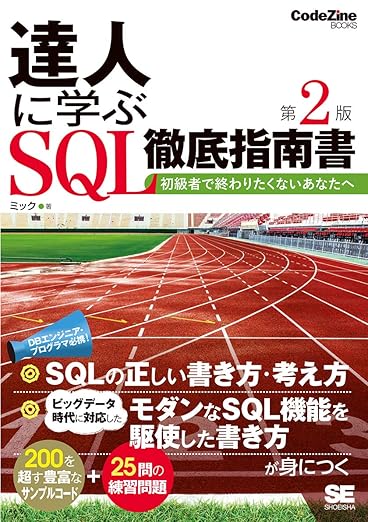 CodeZine
BOOKS
達人
に学ぶ
第2版
SQL徹底指南書
初級者で終わりたくないあなたへ
ミック 著
DBエンジニア・
プログラマ必携!
SQLの正しい書き方・考え方
ビッグデータ
時代に対応した
モダンなSQL機能を
駆使した書き方
200を
超す豊富な
サンプルコード
+
25問の
練習問題
が身につく
SE
SHOEISHA